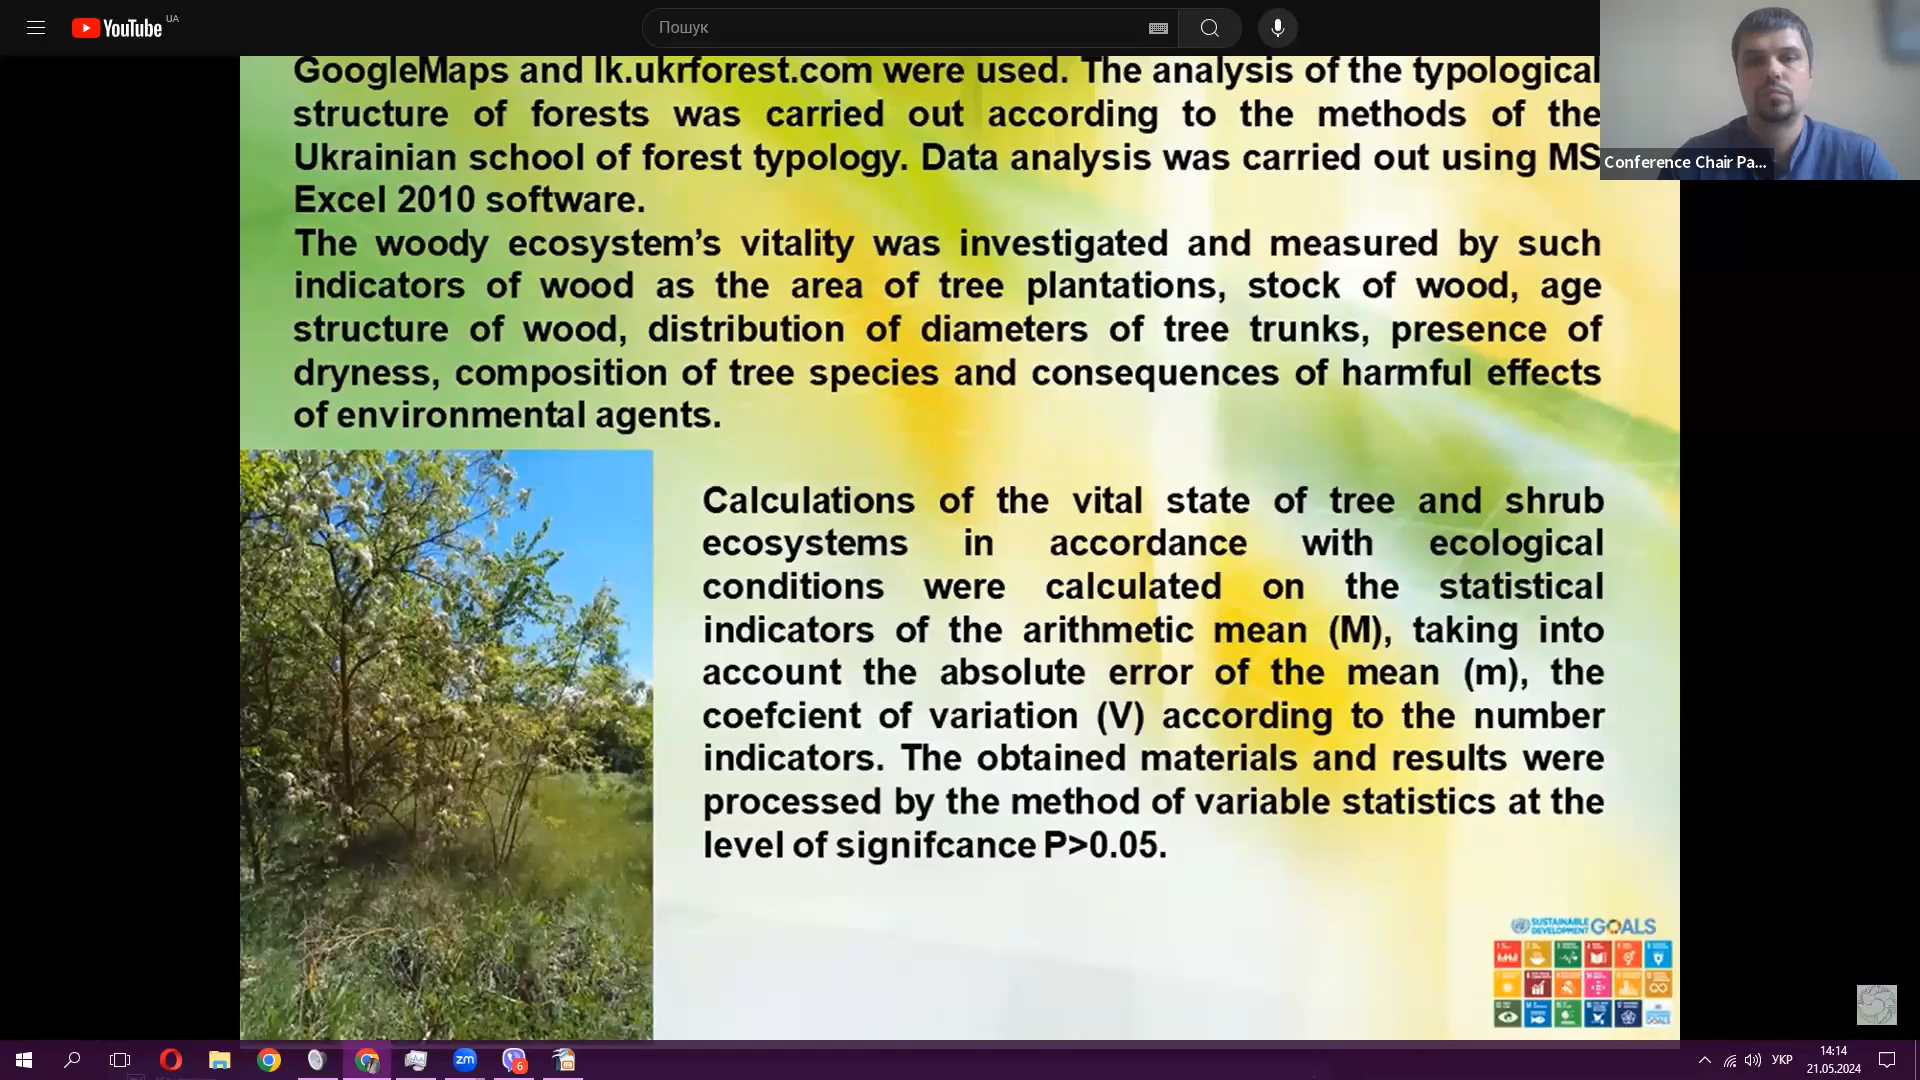 YouTube UA
Пошук
GoogleMaps and lk.ukrforest.com were used. The analysis of the typological
structure of forests was carried out according to the methods of the
Ukrainian school of forest typology. Data analysis was carried out using MS
Excel 2010 software.
The woody ecosystem’s vitality was investigated and measured by such
indicators of wood as the area of tree plantations, stock of wood, age
structure of wood, distribution of diameters of tree trunks, presence of
dryness, composition of tree species and consequences of harmful effects
of environmental agents.
Conference Chair Pa...
Calculations of the vital state of tree and shrub
ecosystems in accordance with ecological
conditions were calculated on the statistical
indicators of the arithmetic mean (M), taking into
account the absolute error of the mean (m), the
coefcient of variation (V) according to the number
indicators. The obtained materials and results were
processed by the method of variable statistics at the
level of signifcance P>0.05.
SUSTAINABLE
DEVELOPMENT GOALS
zm
6
УКР
14:14
21.05.2024